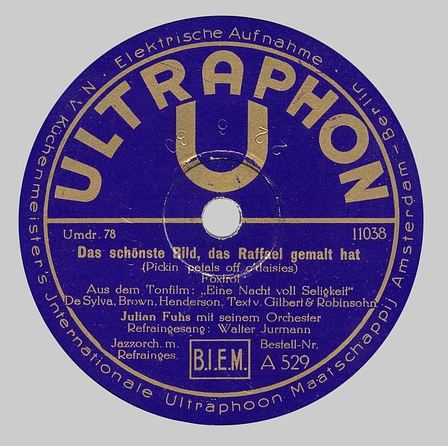 N.V. Küchenmeister's Internationale Ultraphoon Maatschappij Amsterdam – Berlin
Elektrische Aufnahme
ULTRAPHON
U
Umdr. 78
11038
Das schönste Bild, das Raffael gemalt hat
(Pickin' petals off o'daisies)
Foxtrot
Aus dem Tonfilm: „Eine Nacht voll Seligkeit"
De Sylva, Brown, Henderson, Text v. Gilbert & Robinsohn
Julian Fuhs mit seinem Orchester
Refraingesang: Walter Jurmann
Jazzorch. m.
Refrainges.
B.I.E.M.
Bestell-Nr.
A 529